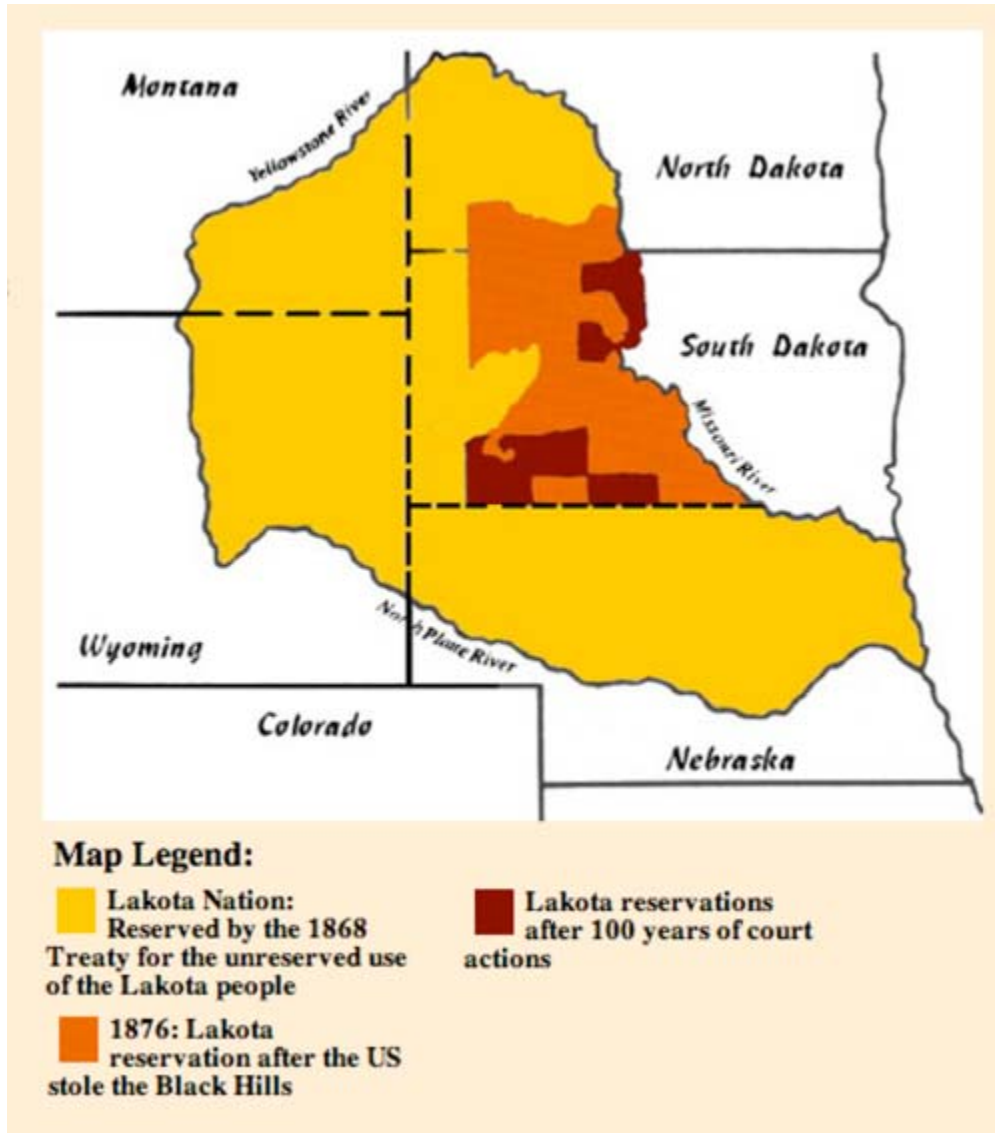 Montana
Yellowstone River
North Dakota
South Dakota
Missouri River
Wyoming
North Platte River
Colorado
Nebraska
Map Legend:
Lakota Nation:
Reserved by the 1868
Treaty for the unreserved use
of the Lakota people
1876: Lakota
reservation after the US
stole the Black Hills
Lakota reservations
after 100 years of court
actions